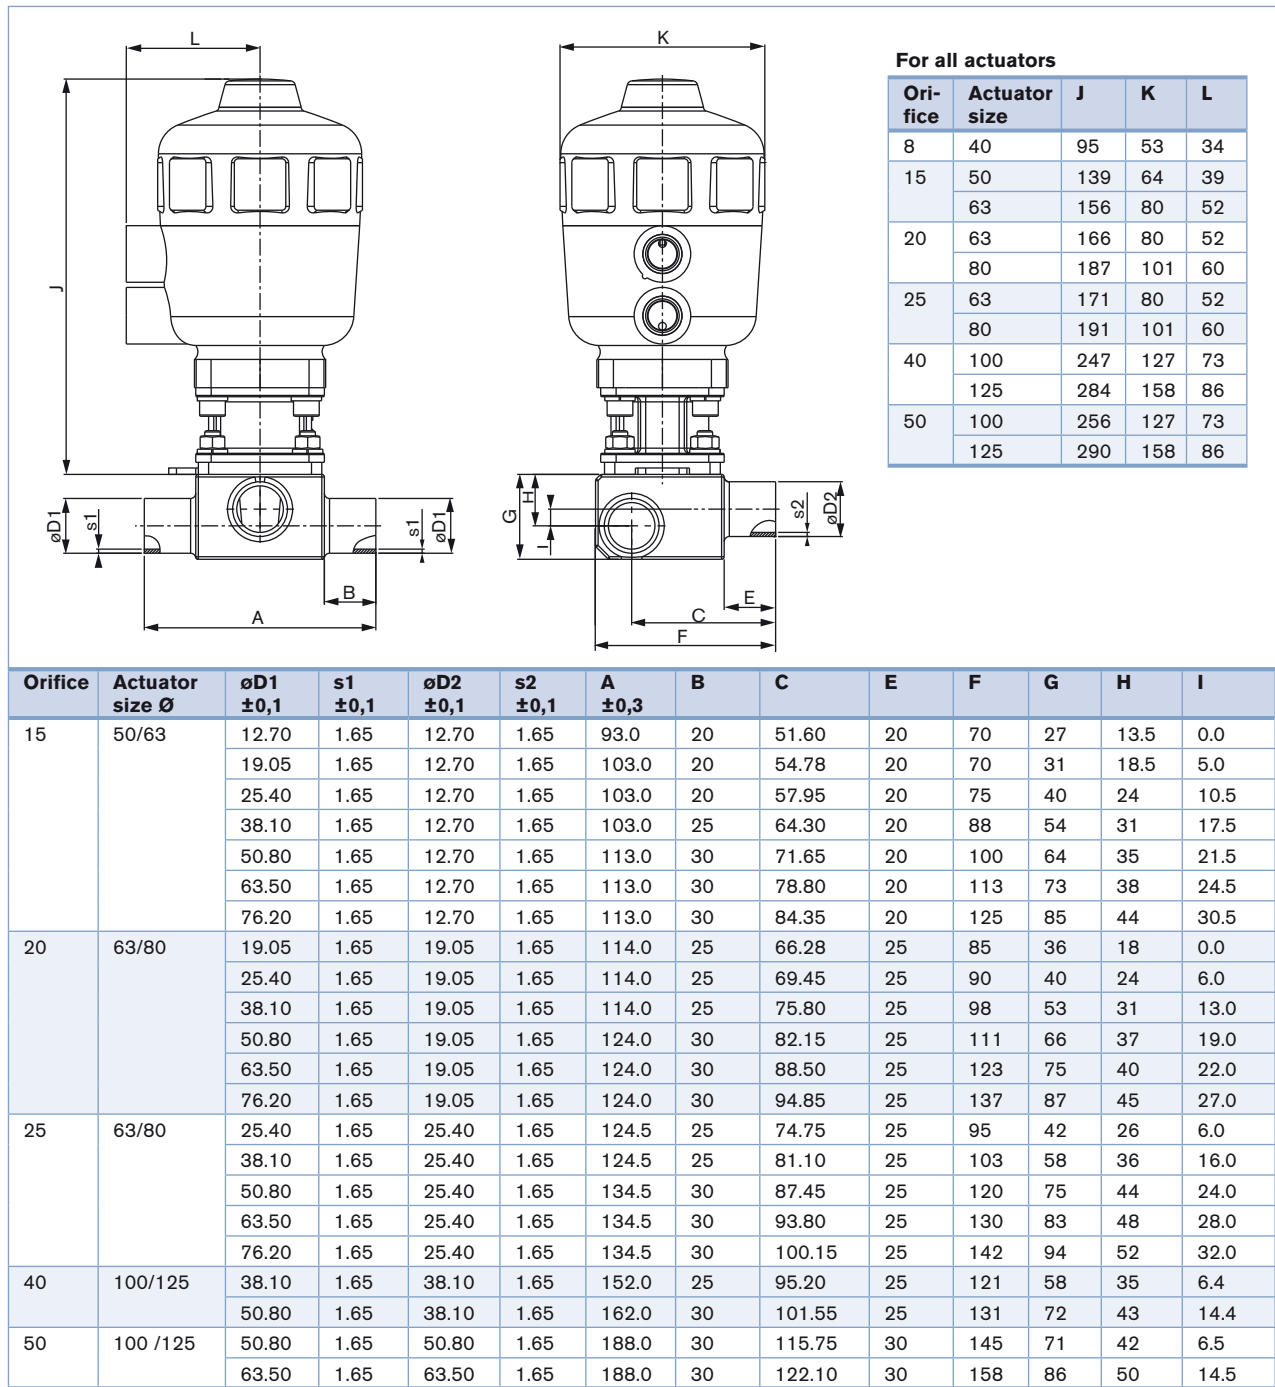 L
K
J
øD1
s1
s1
øD1
B
A
G
H
I
s2
øD2
E
C
F
For all actuators
Ori-fice Actuator size J K L
8 40 95 53 34
15 50 139 64 39
63 156 80 52
20 63 166 80 52
80 187 101 60
25 63 171 80 52
80 191 101 60
40 100 247 127 73
125 284 158 86
50 100 256 127 73
125 290 158 86
Orifice Actuator size Ø øD1 ±0,1 s1 ±0,1 øD2 ±0,1 s2 ±0,1 A ±0,3 B C E F G H I
15 50/63 12.70 1.65 12.70 1.65 93.0 20 51.60 20 70 27 13.5 0.0
19.05 1.65 12.70 1.65 103.0 20 54.78 20 70 31 18.5 5.0
25.40 1.65 12.70 1.65 103.0 20 57.95 20 75 40 24 10.5
38.10 1.65 12.70 1.65 103.0 25 64.30 20 88 54 31 17.5
50.80 1.65 12.70 1.65 113.0 30 71.65 20 100 64 35 21.5
63.50 1.65 12.70 1.65 113.0 30 78.80 20 113 73 38 24.5
76.20 1.65 12.70 1.65 113.0 30 84.35 20 125 85 44 30.5
20 63/80 19.05 1.65 19.05 1.65 114.0 25 66.28 25 85 36 18 0.0
25.40 1.65 19.05 1.65 114.0 25 69.45 25 90 40 24 6.0
38.10 1.65 19.05 1.65 114.0 25 75.80 25 98 53 31 13.0
50.80 1.65 19.05 1.65 124.0 30 82.15 25 111 66 37 19.0
63.50 1.65 19.05 1.65 124.0 30 88.50 25 123 75 40 22.0
76.20 1.65 19.05 1.65 124.0 30 94.85 25 137 87 45 27.0
25 63/80 25.40 1.65 25.40 1.65 124.5 25 74.75 25 95 42 26 6.0
38.10 1.65 25.40 1.65 124.5 25 81.10 25 103 58 36 16.0
50.80 1.65 25.40 1.65 134.5 30 87.45 25 120 75 44 24.0
63.50 1.65 25.40 1.65 134.5 30 93.80 25 130 83 48 28.0
76.20 1.65 25.40 1.65 134.5 30 100.15 25 142 94 52 32.0
40 100/125 38.10 1.65 38.10 1.65 152.0 25 95.20 25 121 58 35 6.4
50.80 1.65 38.10 1.65 162.0 30 101.55 25 131 72 43 14.4
50 100 /125 50.80 1.65 50.80 1.65 188.0 30 115.75 30 145 71 42 6.5
63.50 1.65 63.50 1.65 188.0 30 122.10 30 158 86 50 14.5